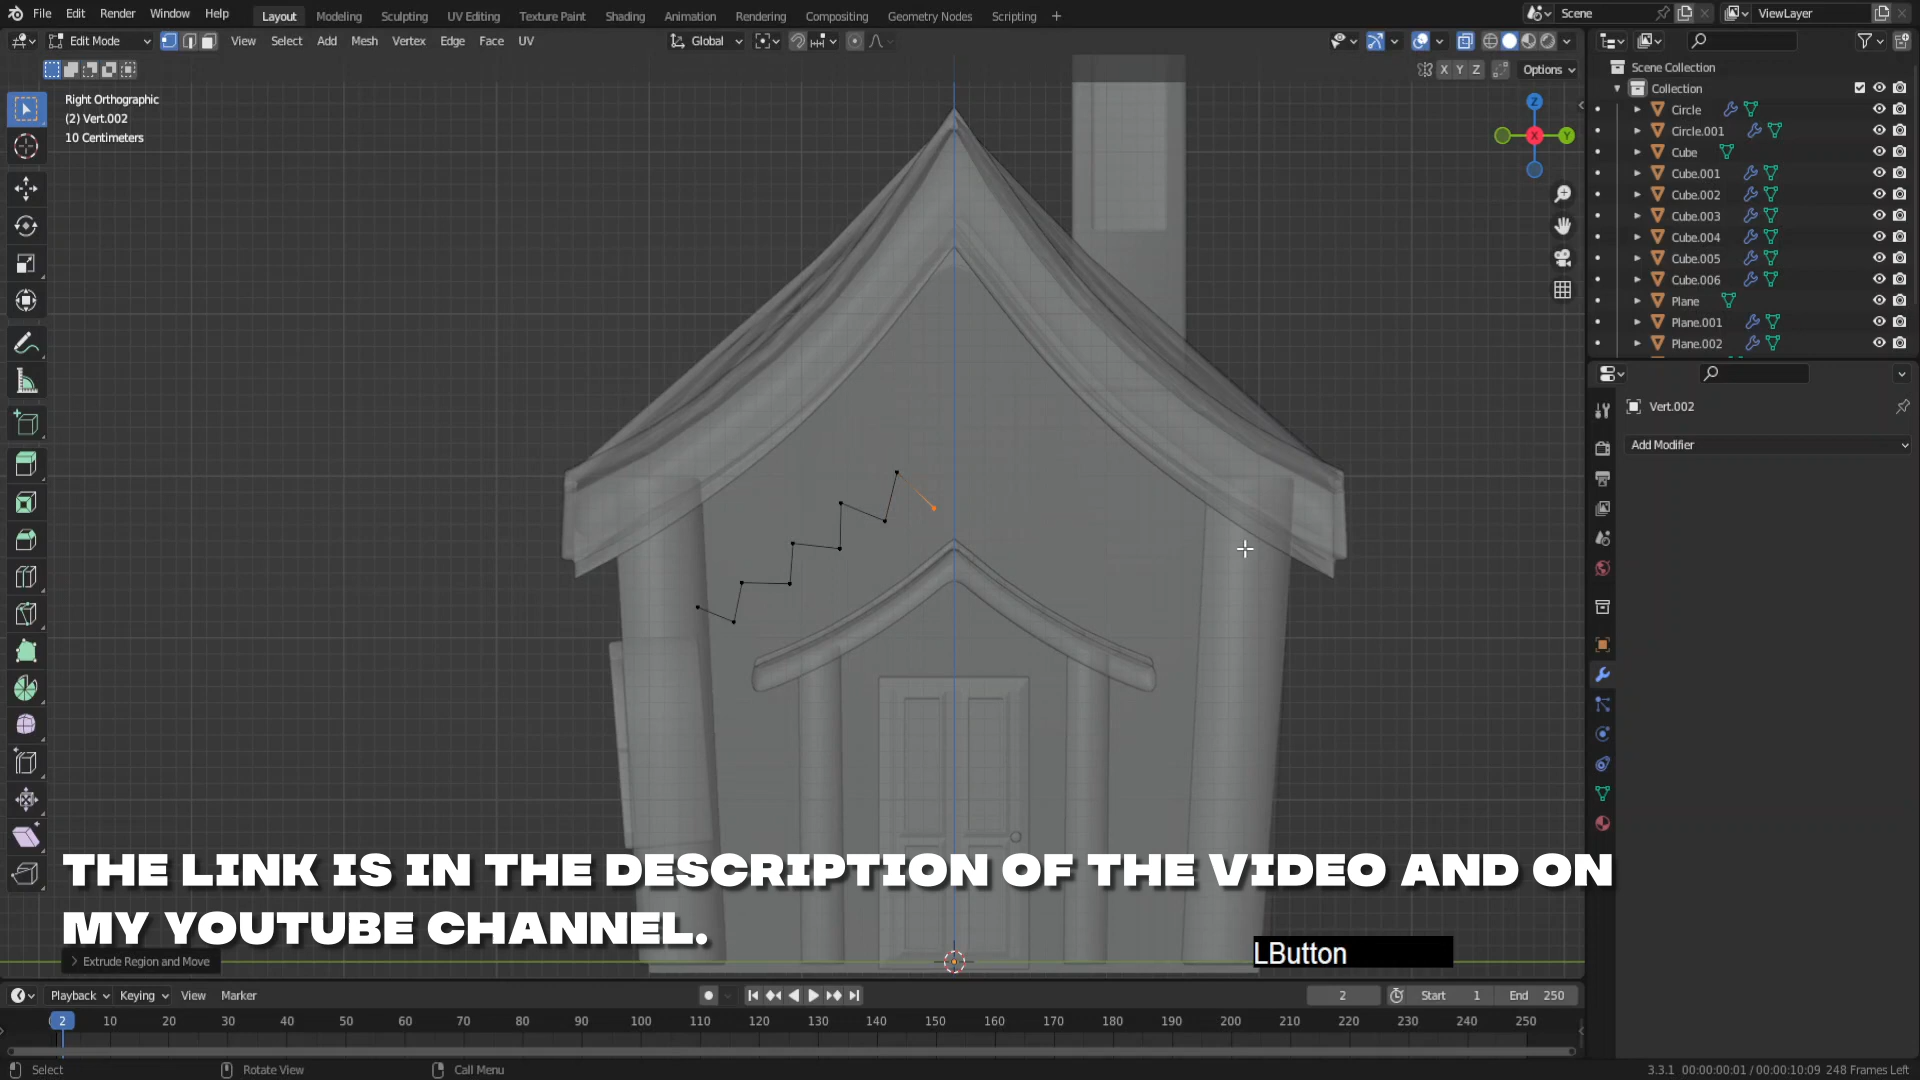 File Edit Render Window Help Layout Modeling Sculpting UV Editing Texture Paint Shading Animation Rendering Compositing Geometry Nodes Scripting + Scene ViewLayer
Edit Mode View Select Add Mesh Vertex Edge Face UV Global
X Y Z Options
Right Orthographic
(2) Vert.002
10 Centimeters
Z
X
Y
Scene Collection
Collection
Circle
Circle.001
Cube
Cube.001
Cube.002
Cube.003
Cube.004
Cube.005
Cube.006
Plane
Plane.001
Plane.002
Vert.002
Add Modifier
THE LINK IS IN THE DESCRIPTION OF THE VIDEO AND ON
MY YOUTUBE CHANNEL.
LButton
Extrude Region and Move
Playback Keying View Marker 2 Start 1 End 250
2 10 20 30 40 50 60 70 80 90 100 110 120 130 140 150 160 170 180 190 200 210 220 230 240 250
Select Rotate View Call Menu 3.3.1 00:00:00:01 / 00:00:10:09 248 Frames Left